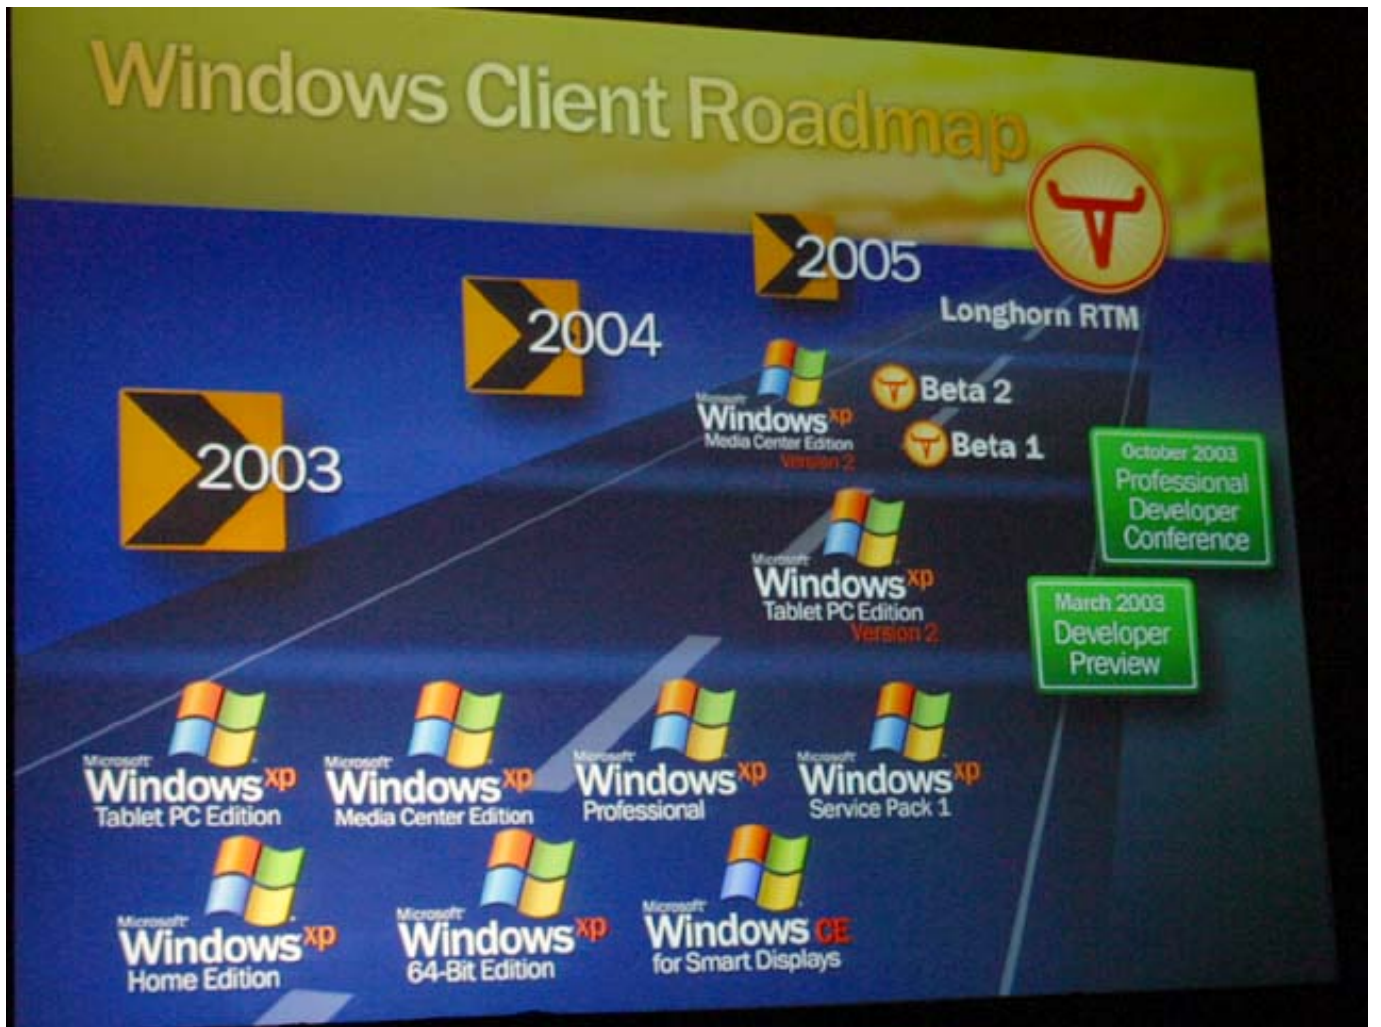 Windows Client Roadmap
2005
Longhorn RTM
2004
2003
Microsoft
Windows xp
Media Center Edition
Version 2
Beta 2
Beta 1
October 2003
Professional
Developer
Conference
Microsoft
Windows xp
Tablet PC Edition
Version 2
March 2003
Developer
Preview
Microsoft
Windows xp
Tablet PC Edition
Microsoft
Windows xp
Media Center Edition
Microsoft
Windows xp
Professional
Microsoft
Windows xp
Service Pack 1
Microsoft
Windows xp
Home Edition
Microsoft
Windows xp
64-Bit Edition
Microsoft
Windows CE
for Smart Displays